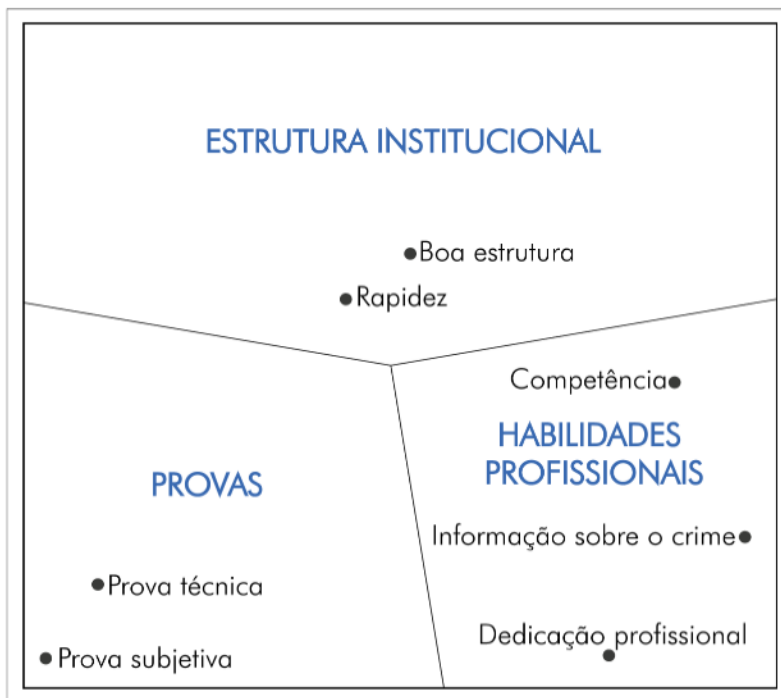 ESTRUTURA INSTITUCIONAL
Boa estrutura
Rapidez
Competência
HABILIDADES
PROFISSIONAIS
PROVAS
Informação sobre o crime
Prova técnica
Dedicação profissional
Prova subjetiva